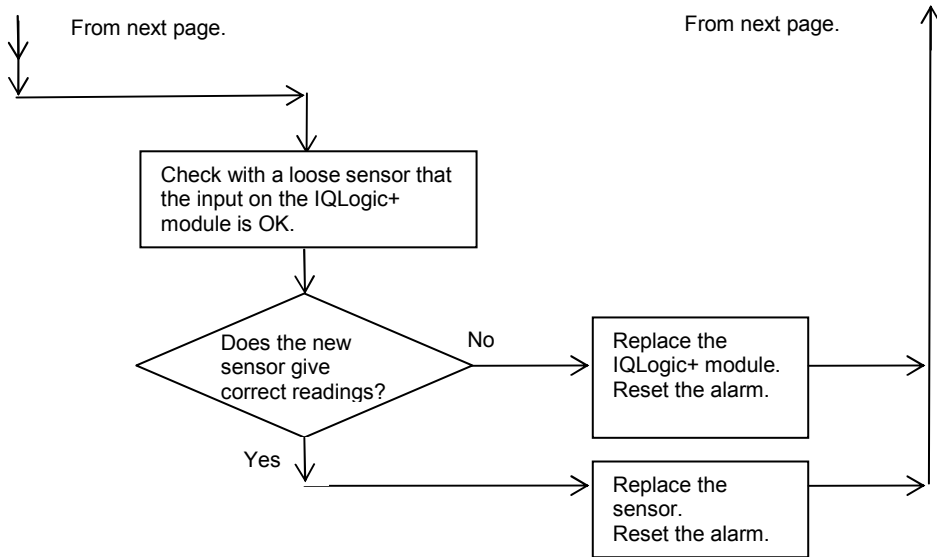 From next page.
From next page.
Check with a loose sensor that
the input on the IQLogic+
module is OK.
Does the new
sensor give
correct readings?
No
Replace the
IQLogic+ module.
Reset the alarm.
Yes
Replace the
sensor.
Reset the alarm.